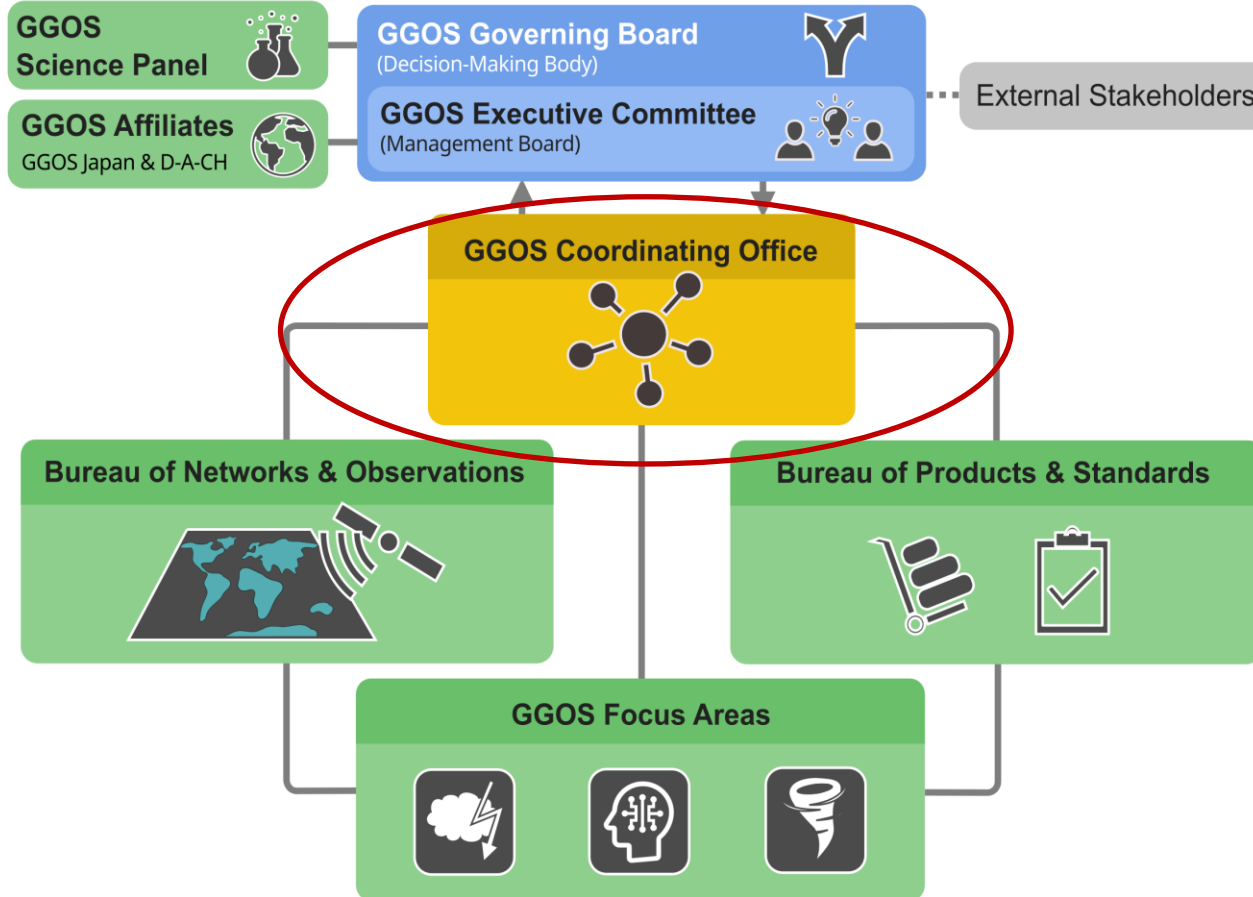 GGOS
Science Panel
GGOS Affiliates
GGOS Japan & D-A-CH
GGOS Governing Board
(Decision-Making Body)
GGOS Executive Committee
(Management Board)
External Stakeholders
GGOS Coordinating Office
Bureau of Networks & Observations
Bureau of Products & Standards
GGOS Focus Areas